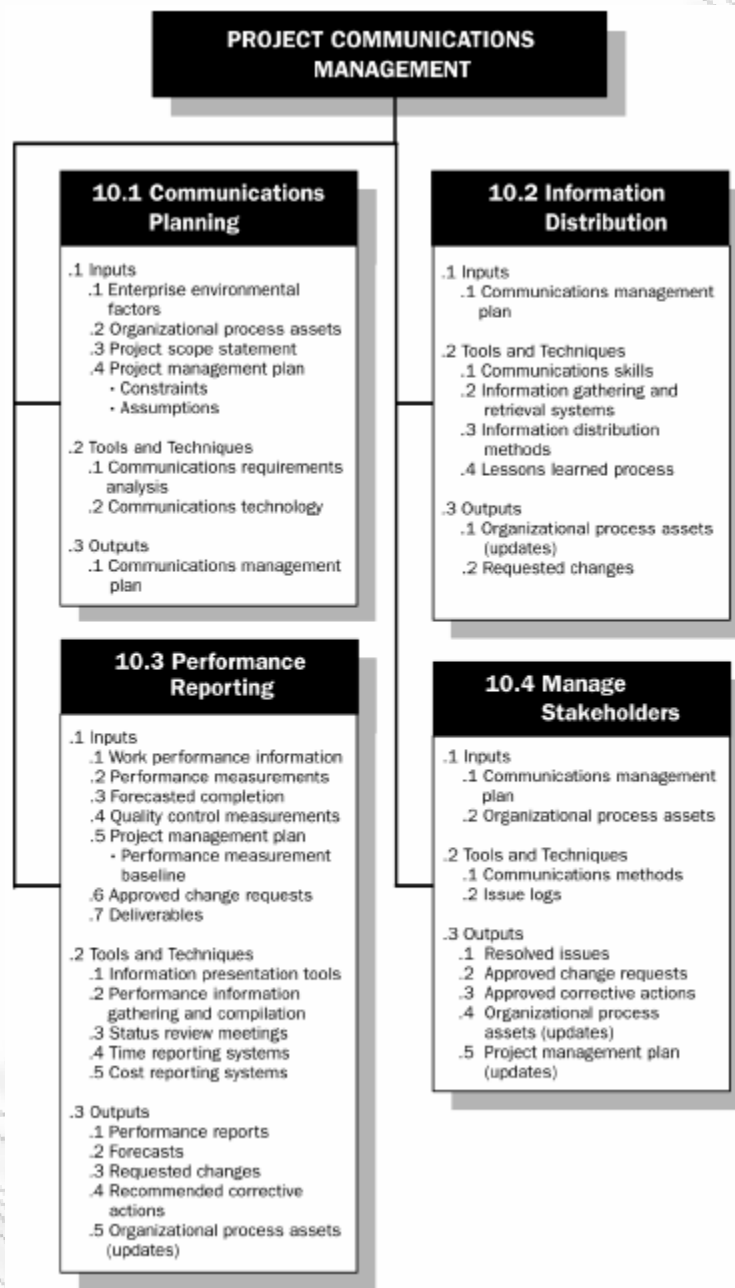 PROJECT COMMUNICATIONS
MANAGEMENT
10.1 Communications
Planning
.1 Inputs
.1 Enterprise environmental
factors
.2 Organizational process assets
.3 Project scope statement
.4 Project management plan
• Constraints
• Assumptions
.2 Tools and Techniques
.1 Communications requirements
analysis
.2 Communications technology
.3 Outputs
.1 Communications management
plan
10.2 Information
Distribution
.1 Inputs
.1 Communications management
plan
.2 Tools and Techniques
.1 Communications skills
.2 Information gathering and
retrieval systems
.3 Information distribution
methods
.4 Lessons learned process
.3 Outputs
.1 Organizational process assets
(updates)
.2 Requested changes
10.3 Performance
Reporting
.1 Inputs
.1 Work performance information
.2 Performance measurements
.3 Forecasted completion
.4 Quality control measurements
.5 Project management plan
• Performance measurement
baseline
.6 Approved change requests
.7 Deliverables
.2 Tools and Techniques
.1 Information presentation tools
.2 Performance information
gathering and compilation
.3 Status review meetings
.4 Time reporting systems
.5 Cost reporting systems
.3 Outputs
.1 Performance reports
.2 Forecasts
.3 Requested changes
.4 Recommended corrective
actions
.5 Organizational process assets
(updates)
10.4 Manage
Stakeholders
.1 Inputs
.1 Communications management
plan
.2 Organizational process assets
.2 Tools and Techniques
.1 Communications methods
.2 Issue logs
.3 Outputs
.1 Resolved issues
.2 Approved change requests
.3 Approved corrective actions
.4 Organizational process
assets (updates)
.5 Project management plan
(updates)